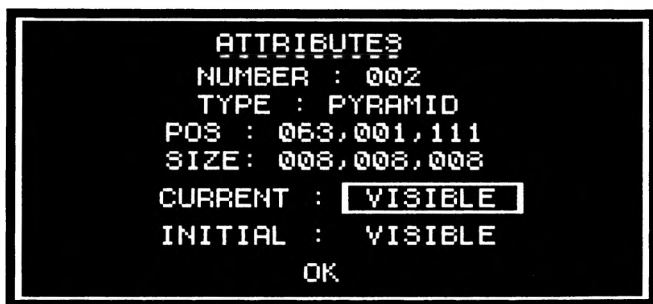 ATTRIBUTES
NUMBER : 002
TYPE : PYRAMID
POS : 063,001,111
SIZE: 008,008,008
CURRENT : VISIBLE
INITIAL : VISIBLE
OK